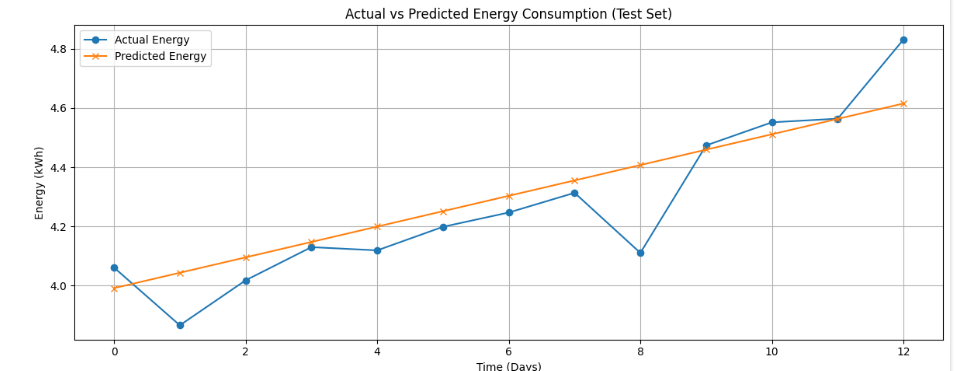 Actual vs Predicted Energy Consumption (Test Set)
Actual Energy
Predicted Energy
4.8
4.6
4.4
4.2
4.0
Energy (kWh)
0 2 4 6 8 10 12
Time (Days)